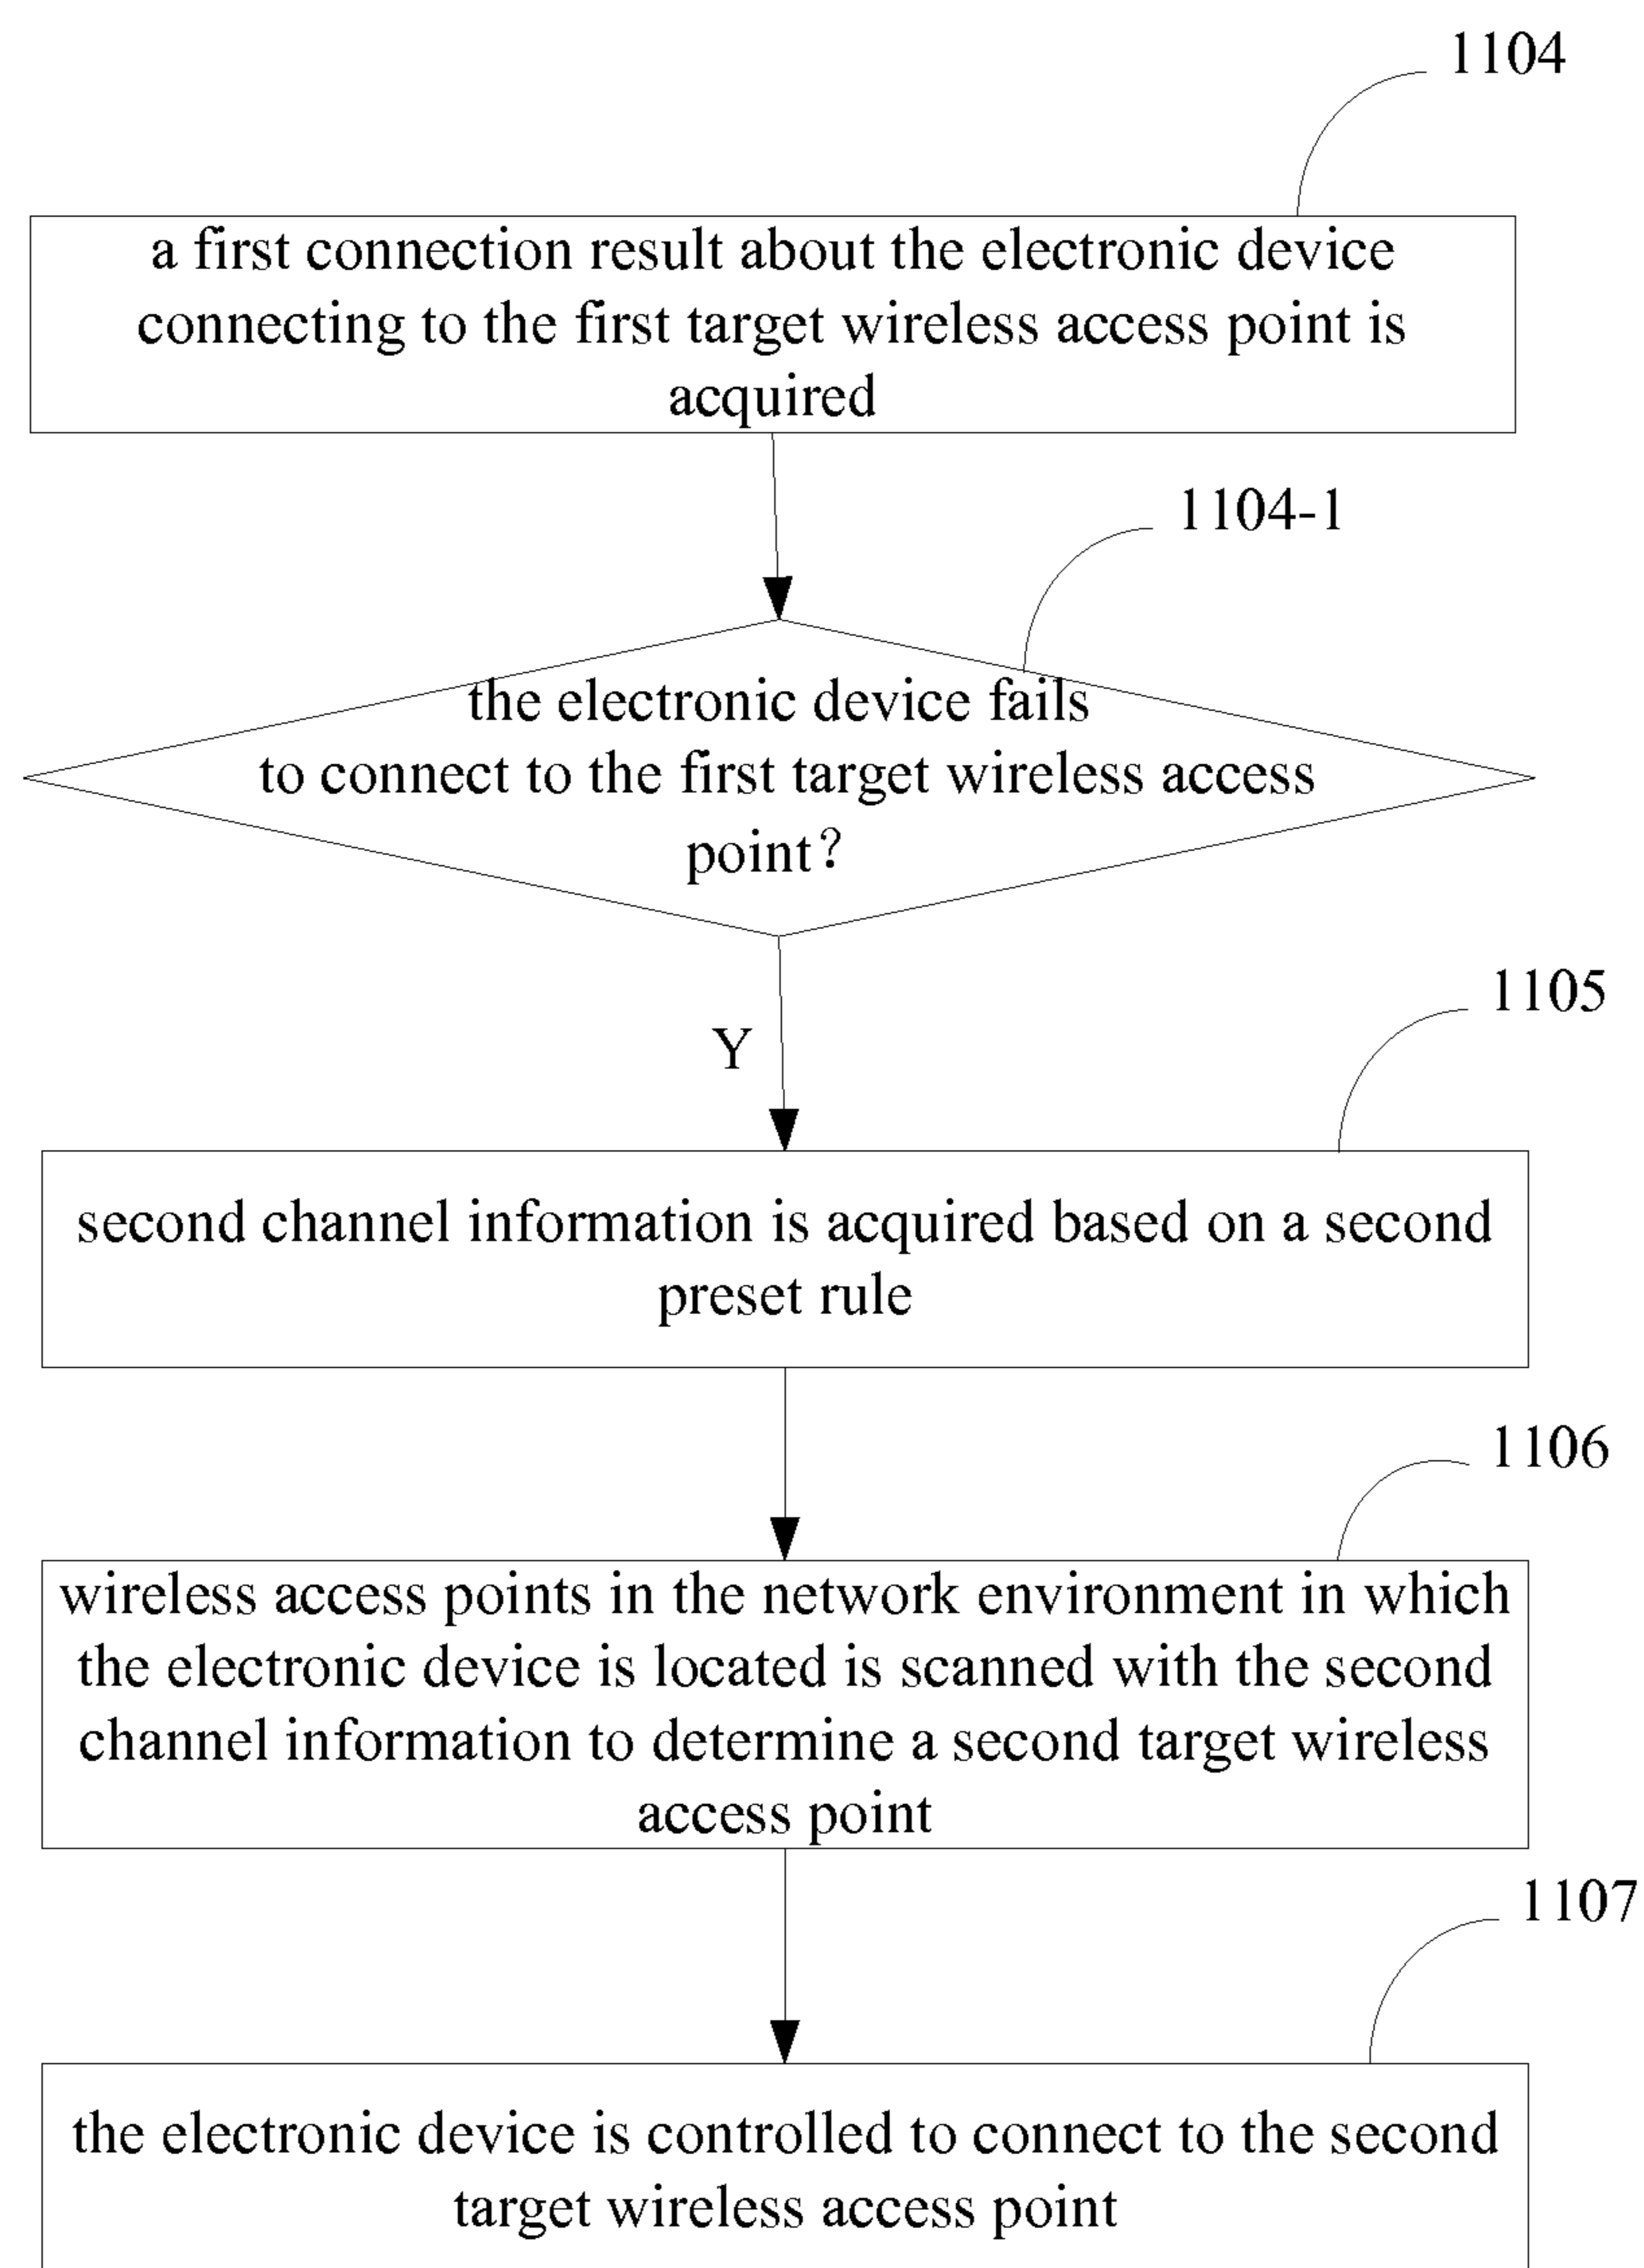 1104
a first connection result about the electronic device
connecting to the first target wireless access point is
acquired
1104-1
the electronic device fails
to connect to the first target wireless access
point?
Y
1105
second channel information is acquired based on a second
preset rule
1106
wireless access points in the network environment in which
the electronic device is located is scanned with the second
channel information to determine a second target wireless
access point
1107
the electronic device is controlled to connect to the second
target wireless access point